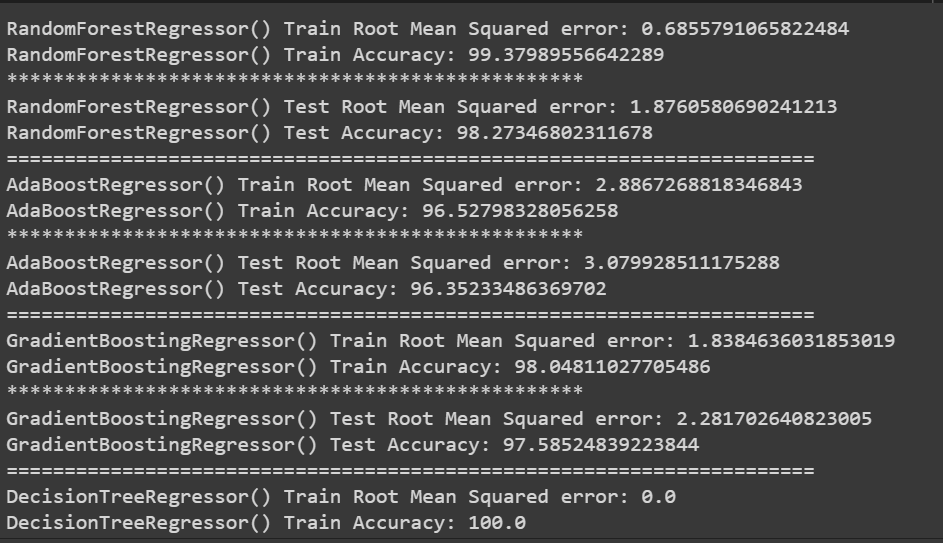 RandomForestRegressor() Train Root Mean Squared error: 0.6855791065822484
RandomForestRegressor() Train Accuracy: 99.37989556642289
**************************************************
RandomForestRegressor() Test Root Mean Squared error: 1.8760580690241213
RandomForestRegressor() Test Accuracy: 98.27346802311678
======================================================================
AdaBoostRegressor() Train Root Mean Squared error: 2.8867268818346843
AdaBoostRegressor() Train Accuracy: 96.52798328056258
**************************************************
AdaBoostRegressor() Test Root Mean Squared error: 3.079928511175288
AdaBoostRegressor() Test Accuracy: 96.35233486369702
======================================================================
GradientBoostingRegressor() Train Root Mean Squared error: 1.8384636031853019
GradientBoostingRegressor() Train Accuracy: 98.04811027705486
**************************************************
GradientBoostingRegressor() Test Root Mean Squared error: 2.281702640823005
GradientBoostingRegressor() Test Accuracy: 97.58524839223844
======================================================================
DecisionTreeRegressor() Train Root Mean Squared error: 0.0
DecisionTreeRegressor() Train Accuracy: 100.0